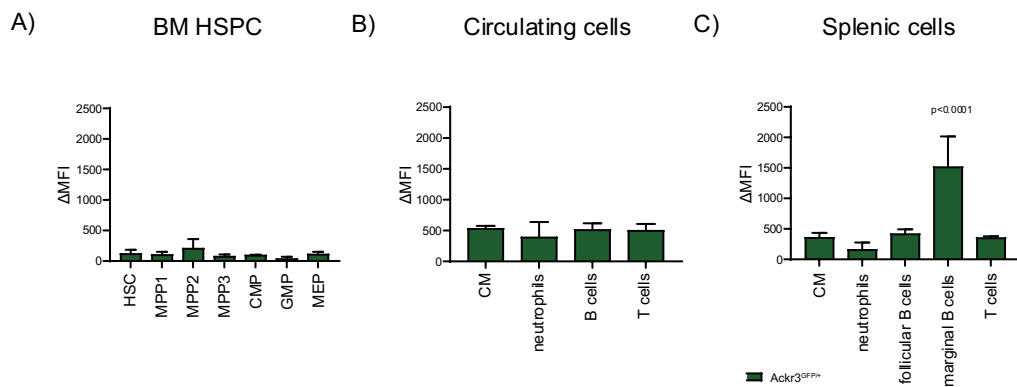 A) BM HSPC
ΔMFI
2500
2000
1500
1000
500
0
HSC
MPP1
MPP2
MPP3
CMP
GMP
MEP
B) Circulating cells
ΔMFI
2500
2000
1500
1000
500
0
CM
neutrophils
B cells
T cells
C) Splenic cells
p<0.0001
ΔMFI
2500
2000
1500
1000
500
0
CM
neutrophils
follicular B cells
marginal B cells
T cells
Ackr3GFP/+